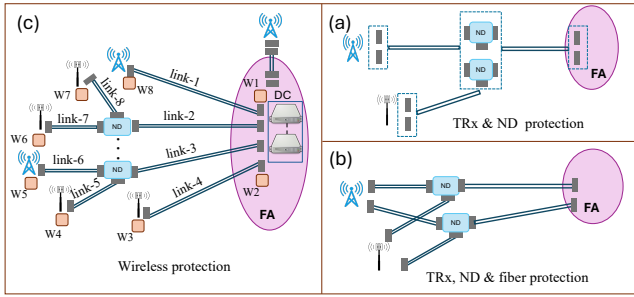 (c)
W7
W8
link-1
W1
DC
link-8
link-7
ND
link-2
W6
link-6
ND
link-3
W5
link-5
link-4
W2
W4
W3
FA
Wireless protection
(a)
ND
ND
FA
TRx & ND protection
(b)
ND
ND
FA
TRx, ND & fiber protection